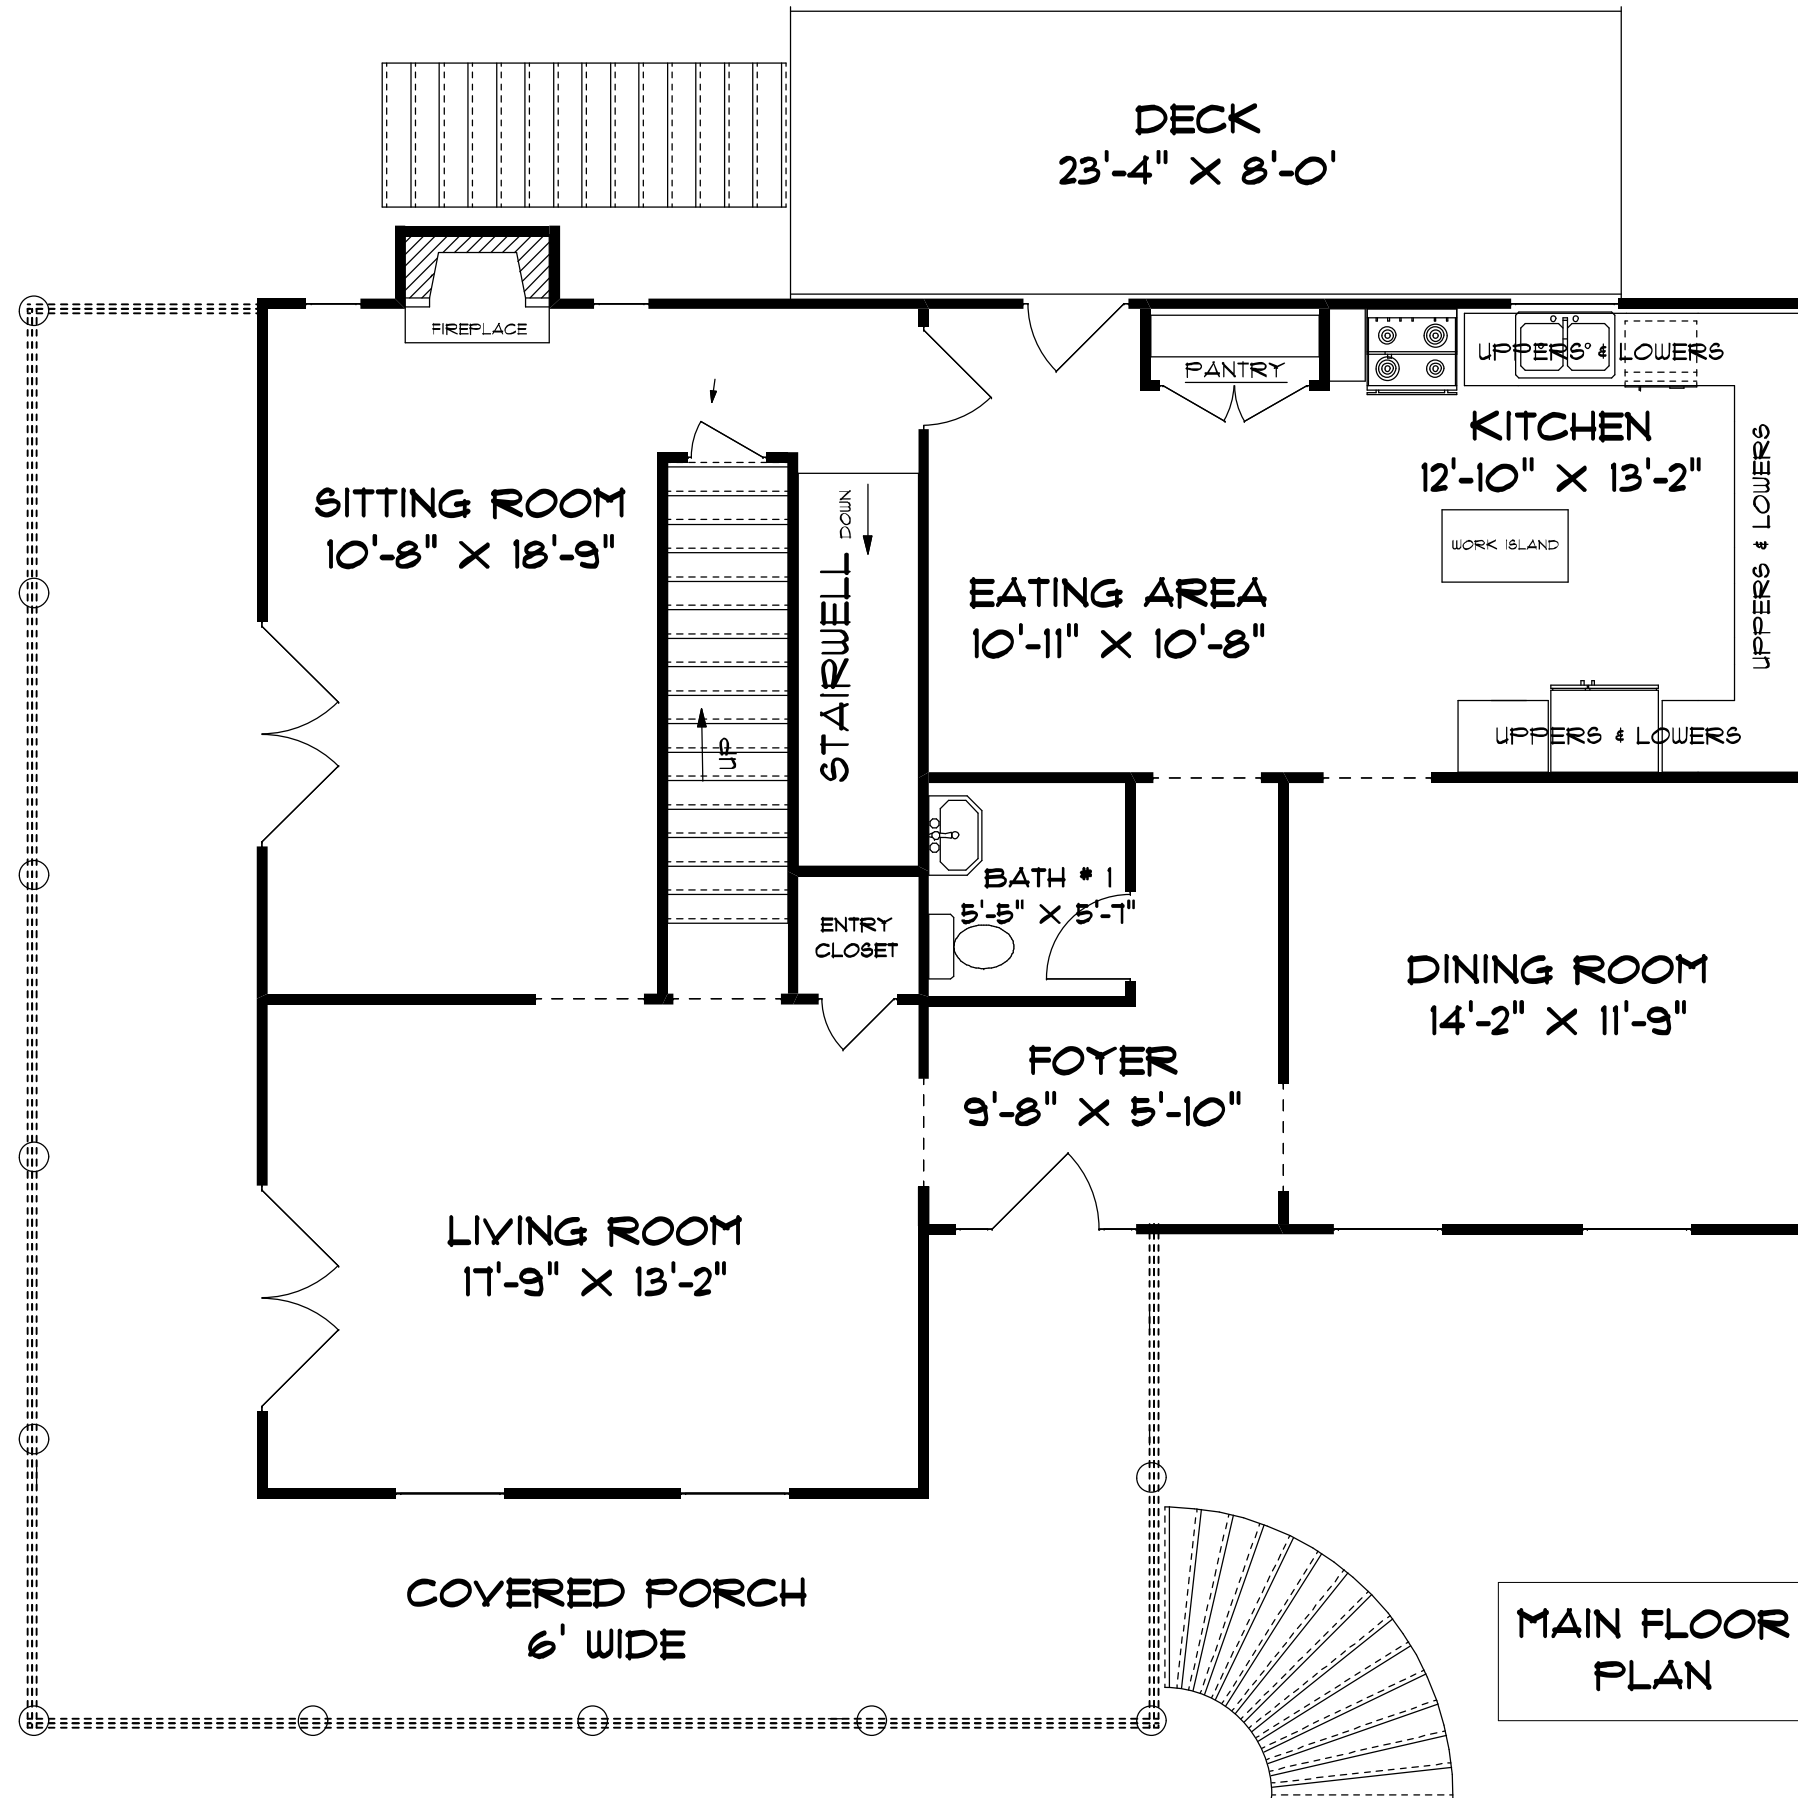 DECK
23'-4" X 8'-0'
FIREPLACE
UPPERS & LOWERS
PANTRY
KITCHEN
12'-10" X 13'-2"
UPPERS & LOWERS
SITTING ROOM
10'-8" X 18'-9"
DOWN
STAIRWELL
WORK ISLAND
EATING AREA
10'-11" X 10'-8"
UP
UPPERS & LOWERS
BATH # 1
5'-5" X 5'-7"
ENTRY
CLOSET
DINING ROOM
14'-2" X 11'-9"
FOYER
9'-8" X 5'-10"
LIVING ROOM
17'-9" X 13'-2"
COVERED PORCH
6' WIDE
MAIN FLOOR
PLAN